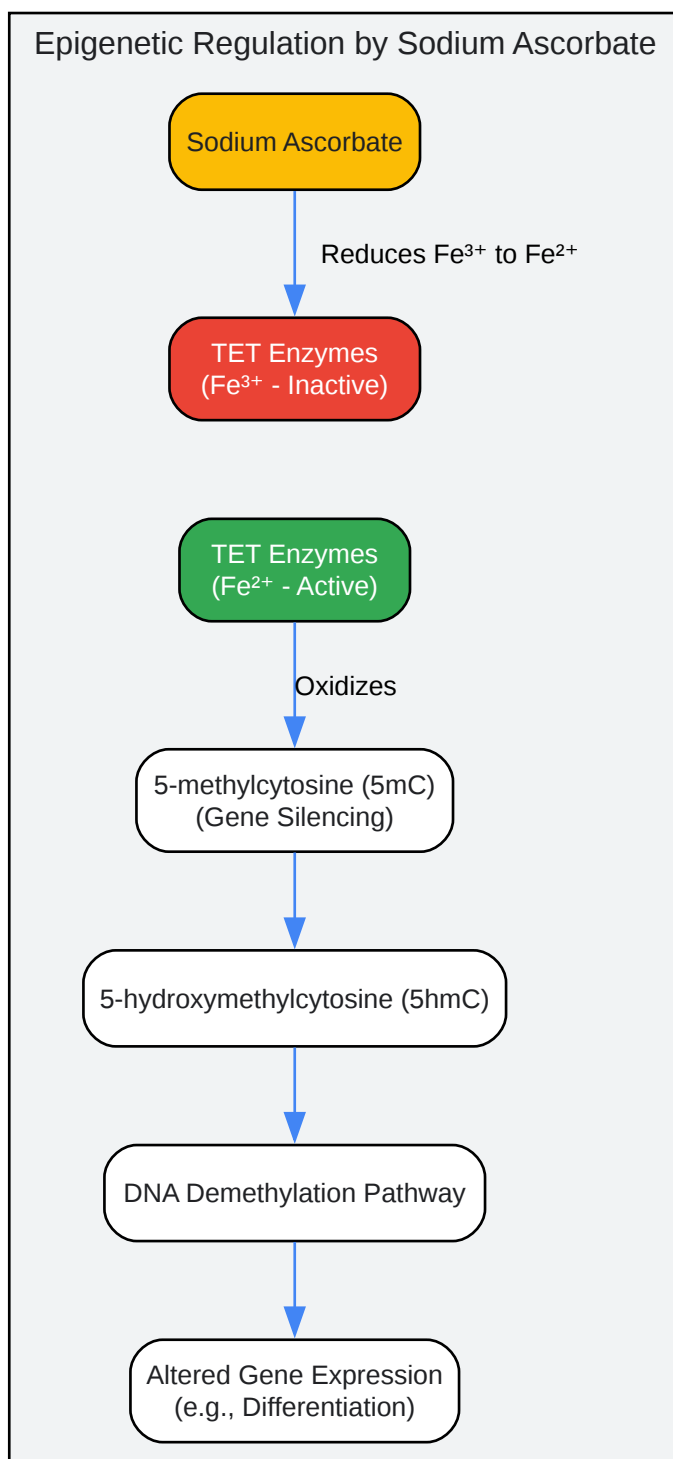 Epigenetic Regulation by Sodium Ascorbate
Sodium Ascorbate
Reduces Fe³⁺ to Fe²⁺
TET Enzymes
(Fe³⁺ - Inactive)
TET Enzymes
(Fe²⁺ - Active)
Oxidizes
5-methylcytosine (5mC)
(Gene Silencing)
5-hydroxymethylcytosine (5hmC)
DNA Demethylation Pathway
Altered Gene Expression
(e.g., Differentiation)